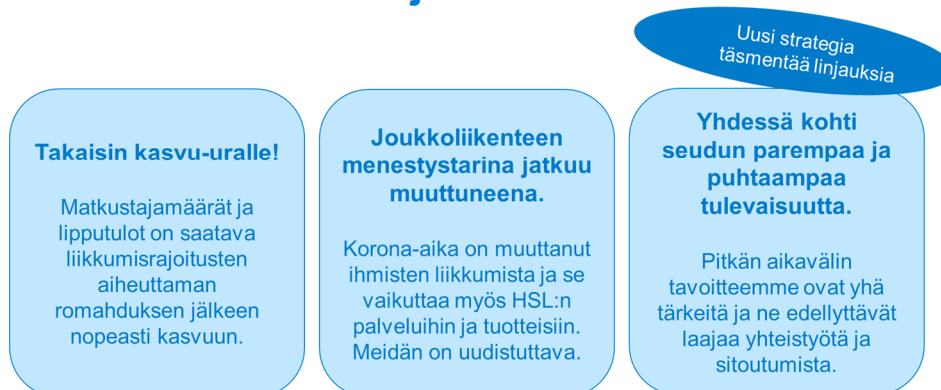 Uusi strategia
täsmentää linjauksia
Takaisin kasvu-uralle!
Matkustajamäärät ja
lipputulot on saatava
liikkumisrajoitusten
aiheuttaman
romahduksen jälkeen
nopeasti kasvuun.
Joukkoliikenteen
menestystarina jatkuu
muuttuneena.
Korona-aika on muuttanut
ihmisten liikkumista ja se
vaikuttaa myös HSL:n
palveluihin ja tuotteisiin.
Meidän on uudistuttava.
Yhdessä kohti
seudun parempaa ja
puhtaampaa
tulevaisuutta.
Pitkän aikavälin
tavoitteemme ovat yhä
tärkeitä ja ne edellyttävät
laajaa yhteistyötä ja
sitoutumista.